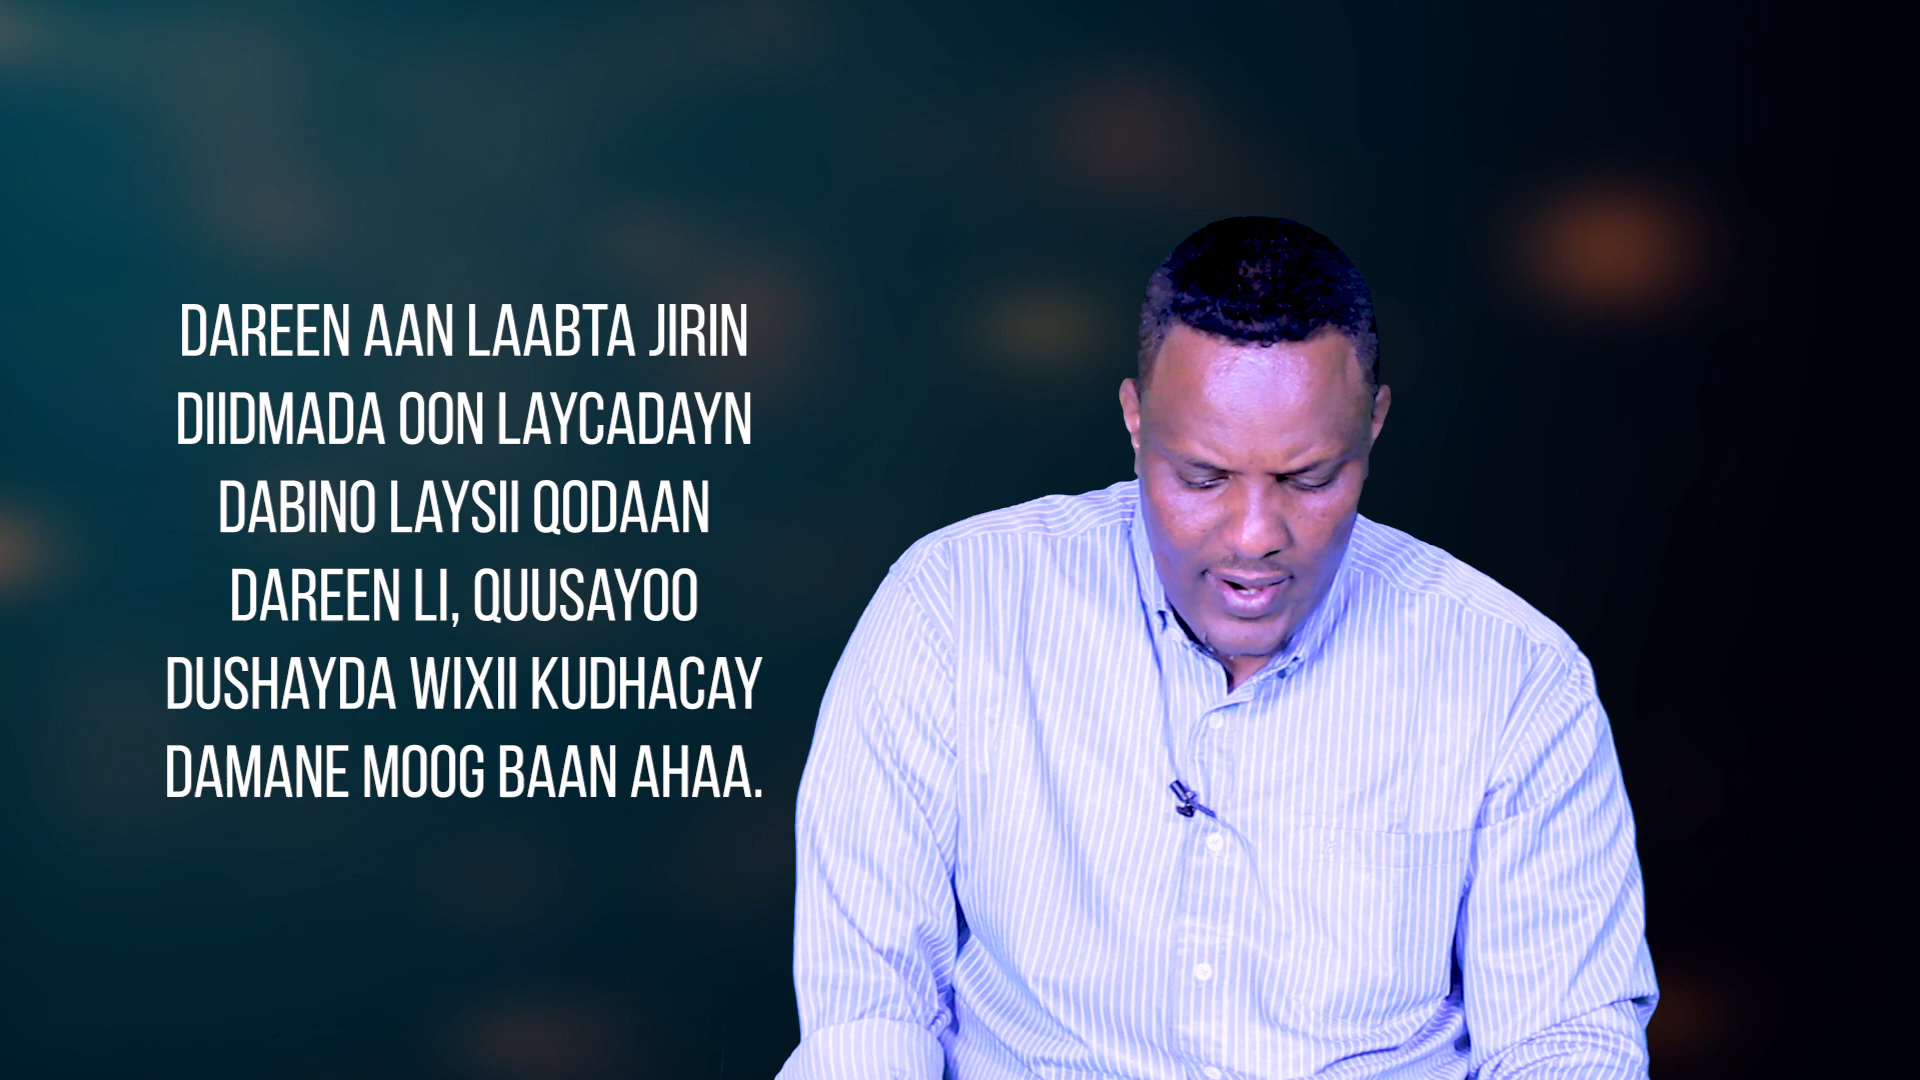 DAREEN AAN LAABTA JIRIN
DIIDMADA OON LAYCADAYN
DABINO LAYSII QODAAN
DAREEN LI, QUUSAYOO
DUSHAYDA WIXII KUDHACAY
DAMANE MOOG BAAN AHAA.